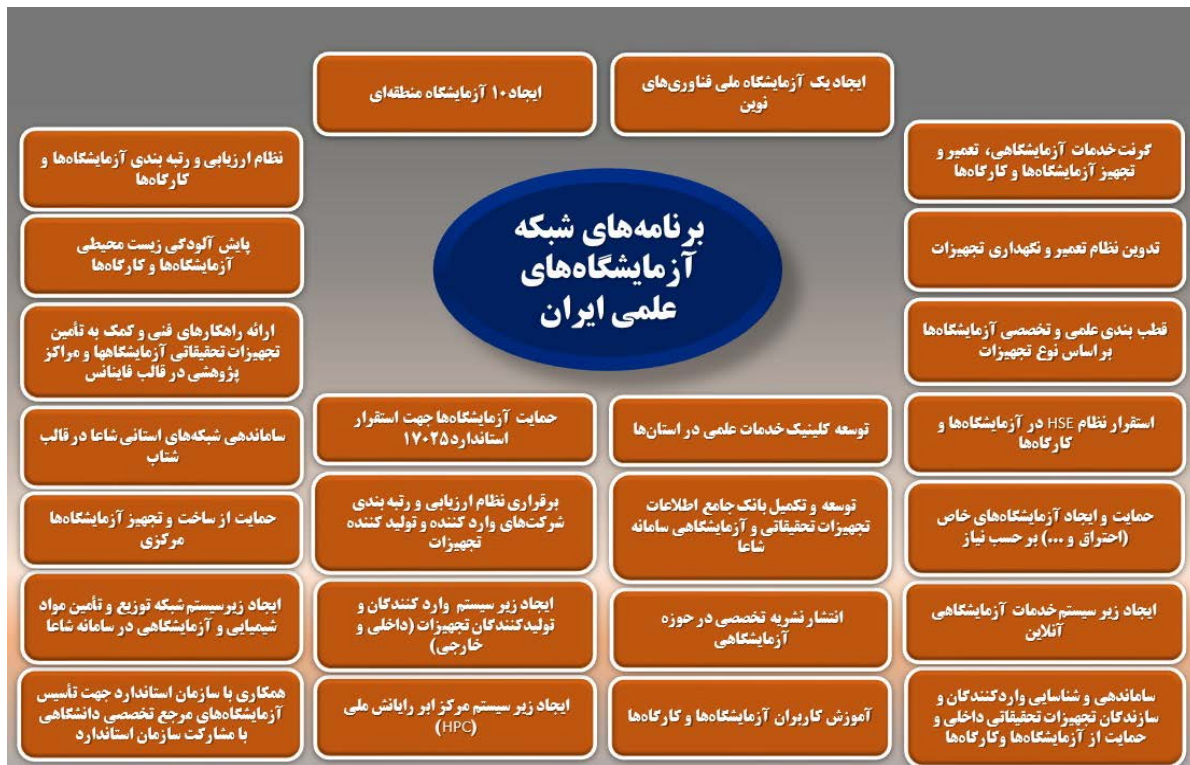 ایجاد یک آزمایشگاه ملی فناوری‌های
نوین
ایجاد ۱۰ آزمایشگاه منطقه‌ای
برنامه‌های شبکه
آزمایشگاه‌های
علمی ایران
گرنت خدمات آزمایشگاهی، تعمیر و
تجهیز آزمایشگاه‌ها و کارگاه‌ها
تدوین نظام تعمیر و نگهداری تجهیزات
قطب بندی علمی و تخصصی آزمایشگاه‌ها
بر اساس نوع تجهیزات
استقرار نظام HSE در آزمایشگاه‌ها و
کارگاه‌ها
حمایت و ایجاد آزمایشگاه‌های خاص
(احتراق و ...) بر حسب نیاز
ایجاد زیر سیستم خدمات آزمایشگاهی
آنلاین
ساماندهی و شناسایی واردکنندگان و
سازندگان تجهیزات تحقیقاتی داخلی و
حمایت از آزمایشگاه‌ها وکارگاه‌ها
توسعه کلینیک خدمات علمی در استان‌ها
توسعه و تکمیل بانک جامع اطلاعات
تجهیزات تحقیقاتی و آزمایشگاهی سامانه
شاعا
انتشار نشریه تخصصی در حوزه
آزمایشگاهی
آموزش کاربران آزمایشگاه‌ها و کارگاه‌ها
حمایت آزمایشگاه‌ها جهت استقرار
استاندارد ۱۷۰۲۵
برقراری نظام ارزیابی و رتبه بندی
شرکت‌های وارد کننده و تولید کننده
تجهیزات
ایجاد زیر سیستم وارد کنندگان و
تولیدکنندگان تجهیزات (داخلی و
خارجی)
ایجاد زیر سیستم مرکز ابر رایانش ملی
(HPC)
نظام ارزیابی و رتبه بندی آزمایشگاه‌ها و
کارگاه‌ها
پایش آلودگی زیست محیطی
آزمایشگاه‌ها و کارگاه‌ها
ارائه راهکارهای فنی و کمک به تأمین
تجهیزات تحقیقاتی آزمایشگاهها و مراکز
پژوهشی در قالب فاینانس
ساماندهی شبکه‌های استانی شاعا در قالب
شتاب
حمایت از ساخت و تجهیز آزمایشگاه‌ها
مرکزی
ایجاد زیرسیستم شبکه توزیع و تأمین مواد
شیمیایی و آزمایشگاهی در سامانه شاعا
همکاری با سازمان استاندارد جهت تأسیس
آزمایشگاه‌های مرجع تخصصی دانشگاهی
با مشارکت سازمان استاندارد